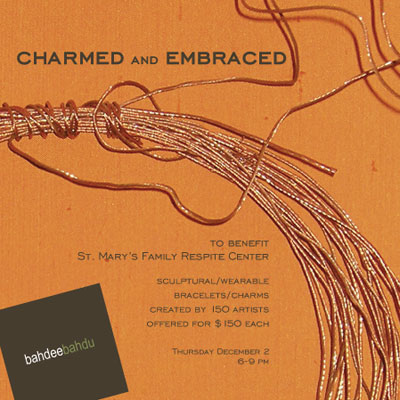 CHARMED AND EMBRACED
TO BENEFIT
ST. MARY'S FAMILY RESPITE CENTER
SCULPTURAL/WEARABLE
BRACELETS/CHARMS
CREATED BY 150 ARTISTS
OFFERED FOR $150 EACH
THURSDAY DECEMBER 2
6-9 PM
bahdeebahdu